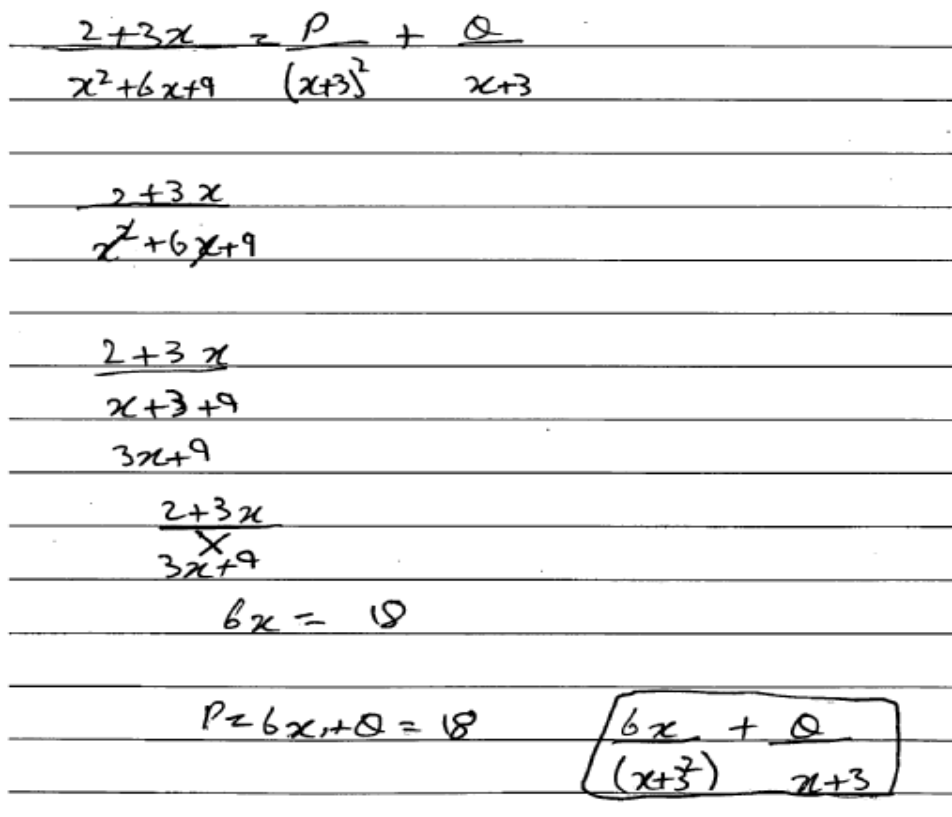 2+3x / x²+6x+9 = P / (x+3)² + Q / x+3
2+3x / x²+6x+9
2+3x / x+3+9
3x+9
2+3x / 3x+9
6x = 18
P=6x,+Q=18
6x / (x+3²) + Q / x+3